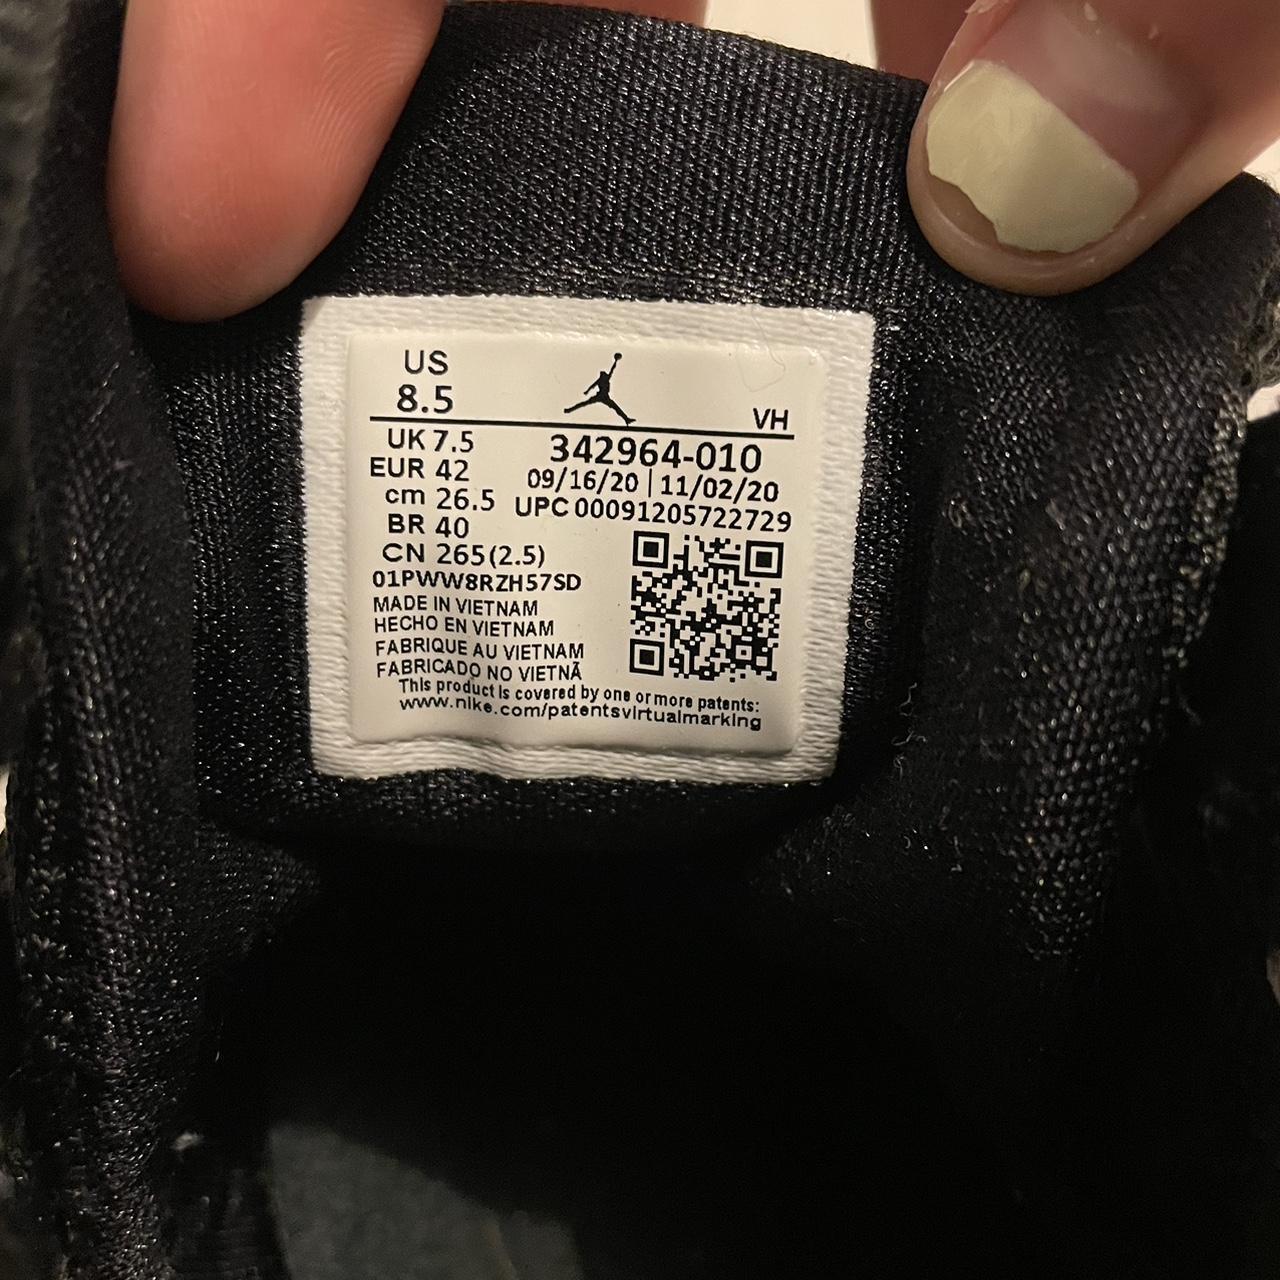 US
8.5
VH
UK 7.5
EUR 42
cm 26.5
BR 40
CN 265(2.5)
342964-010
09/16/20 | 11/02/20
UPC 00091205722729
01PWW8RZH57SD
MADE IN VIETNAM
HECHO EN VIETNAM
FABRIQUE AU VIETNAM
FABRICADO NO VIETNÃ
This product is covered by one or more patents:
www.nike.com/patentsvirtualmarking